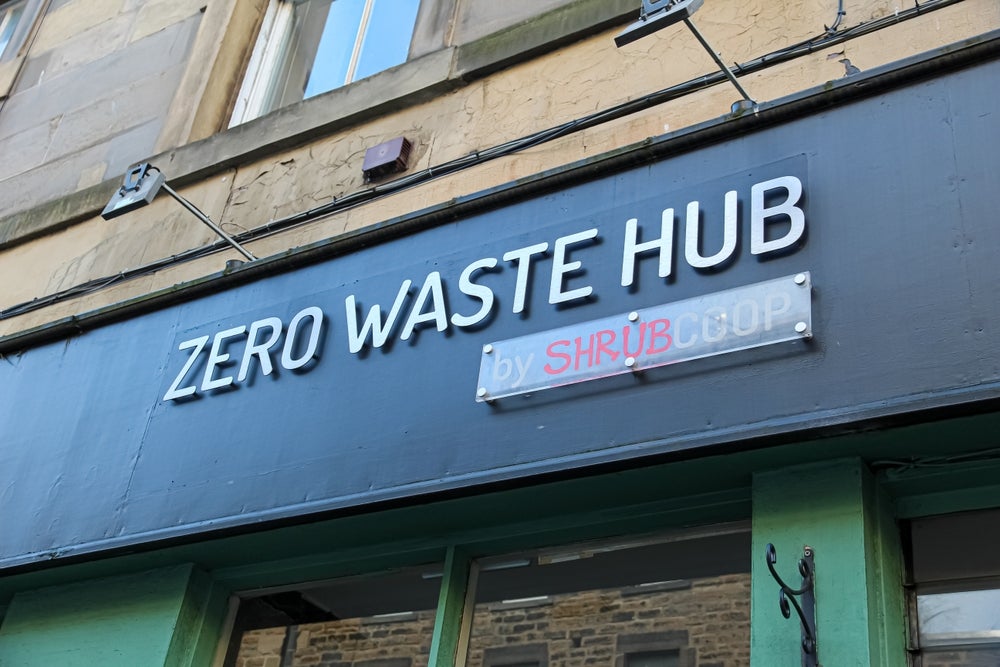 ZERO WASTE HUB
by SHRUBCOOP